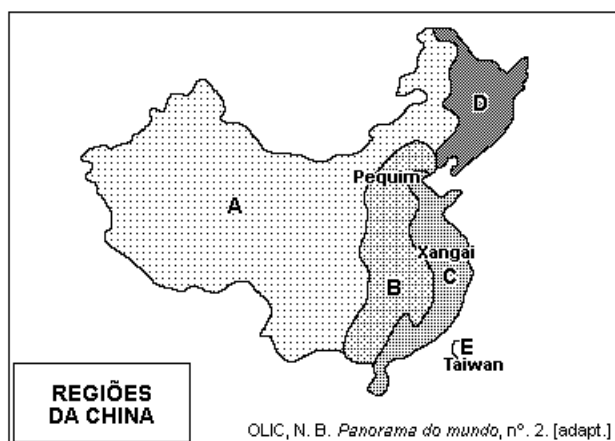 D
Pequim
A
Xangai
C
B
E
Taiwan
REGIÕES
DA CHINA
OLIC, N. B. Panorama do mundo, nº. 2. [adapt.]